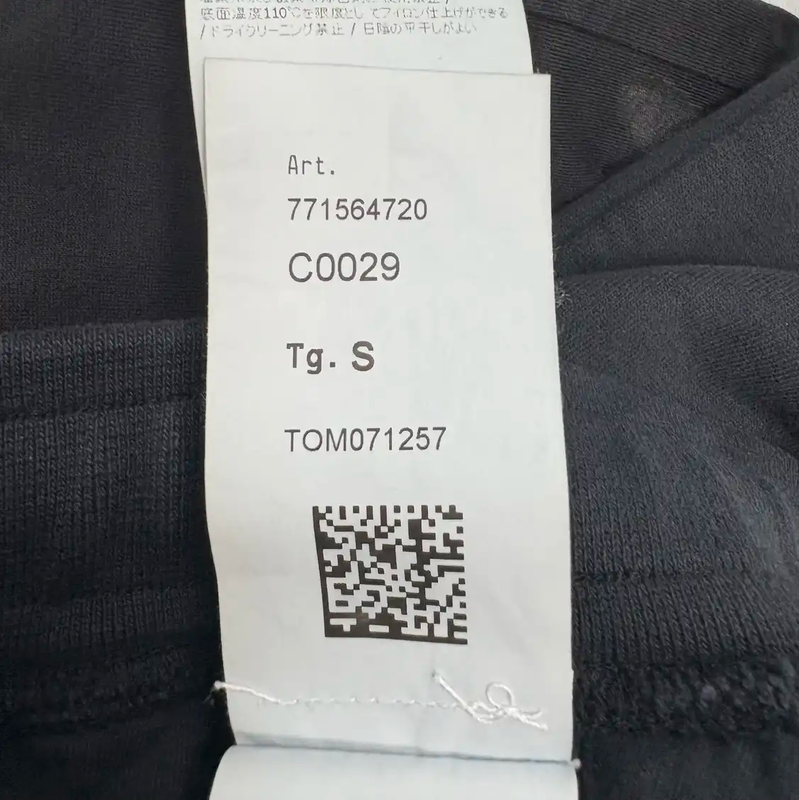 底面温度110℃を限度としてアイロン仕上げができる
/ドライクリーニング禁止 / 日陰の平干しがよい
Art.
771564720
C0029
Tg. S
TOM071257